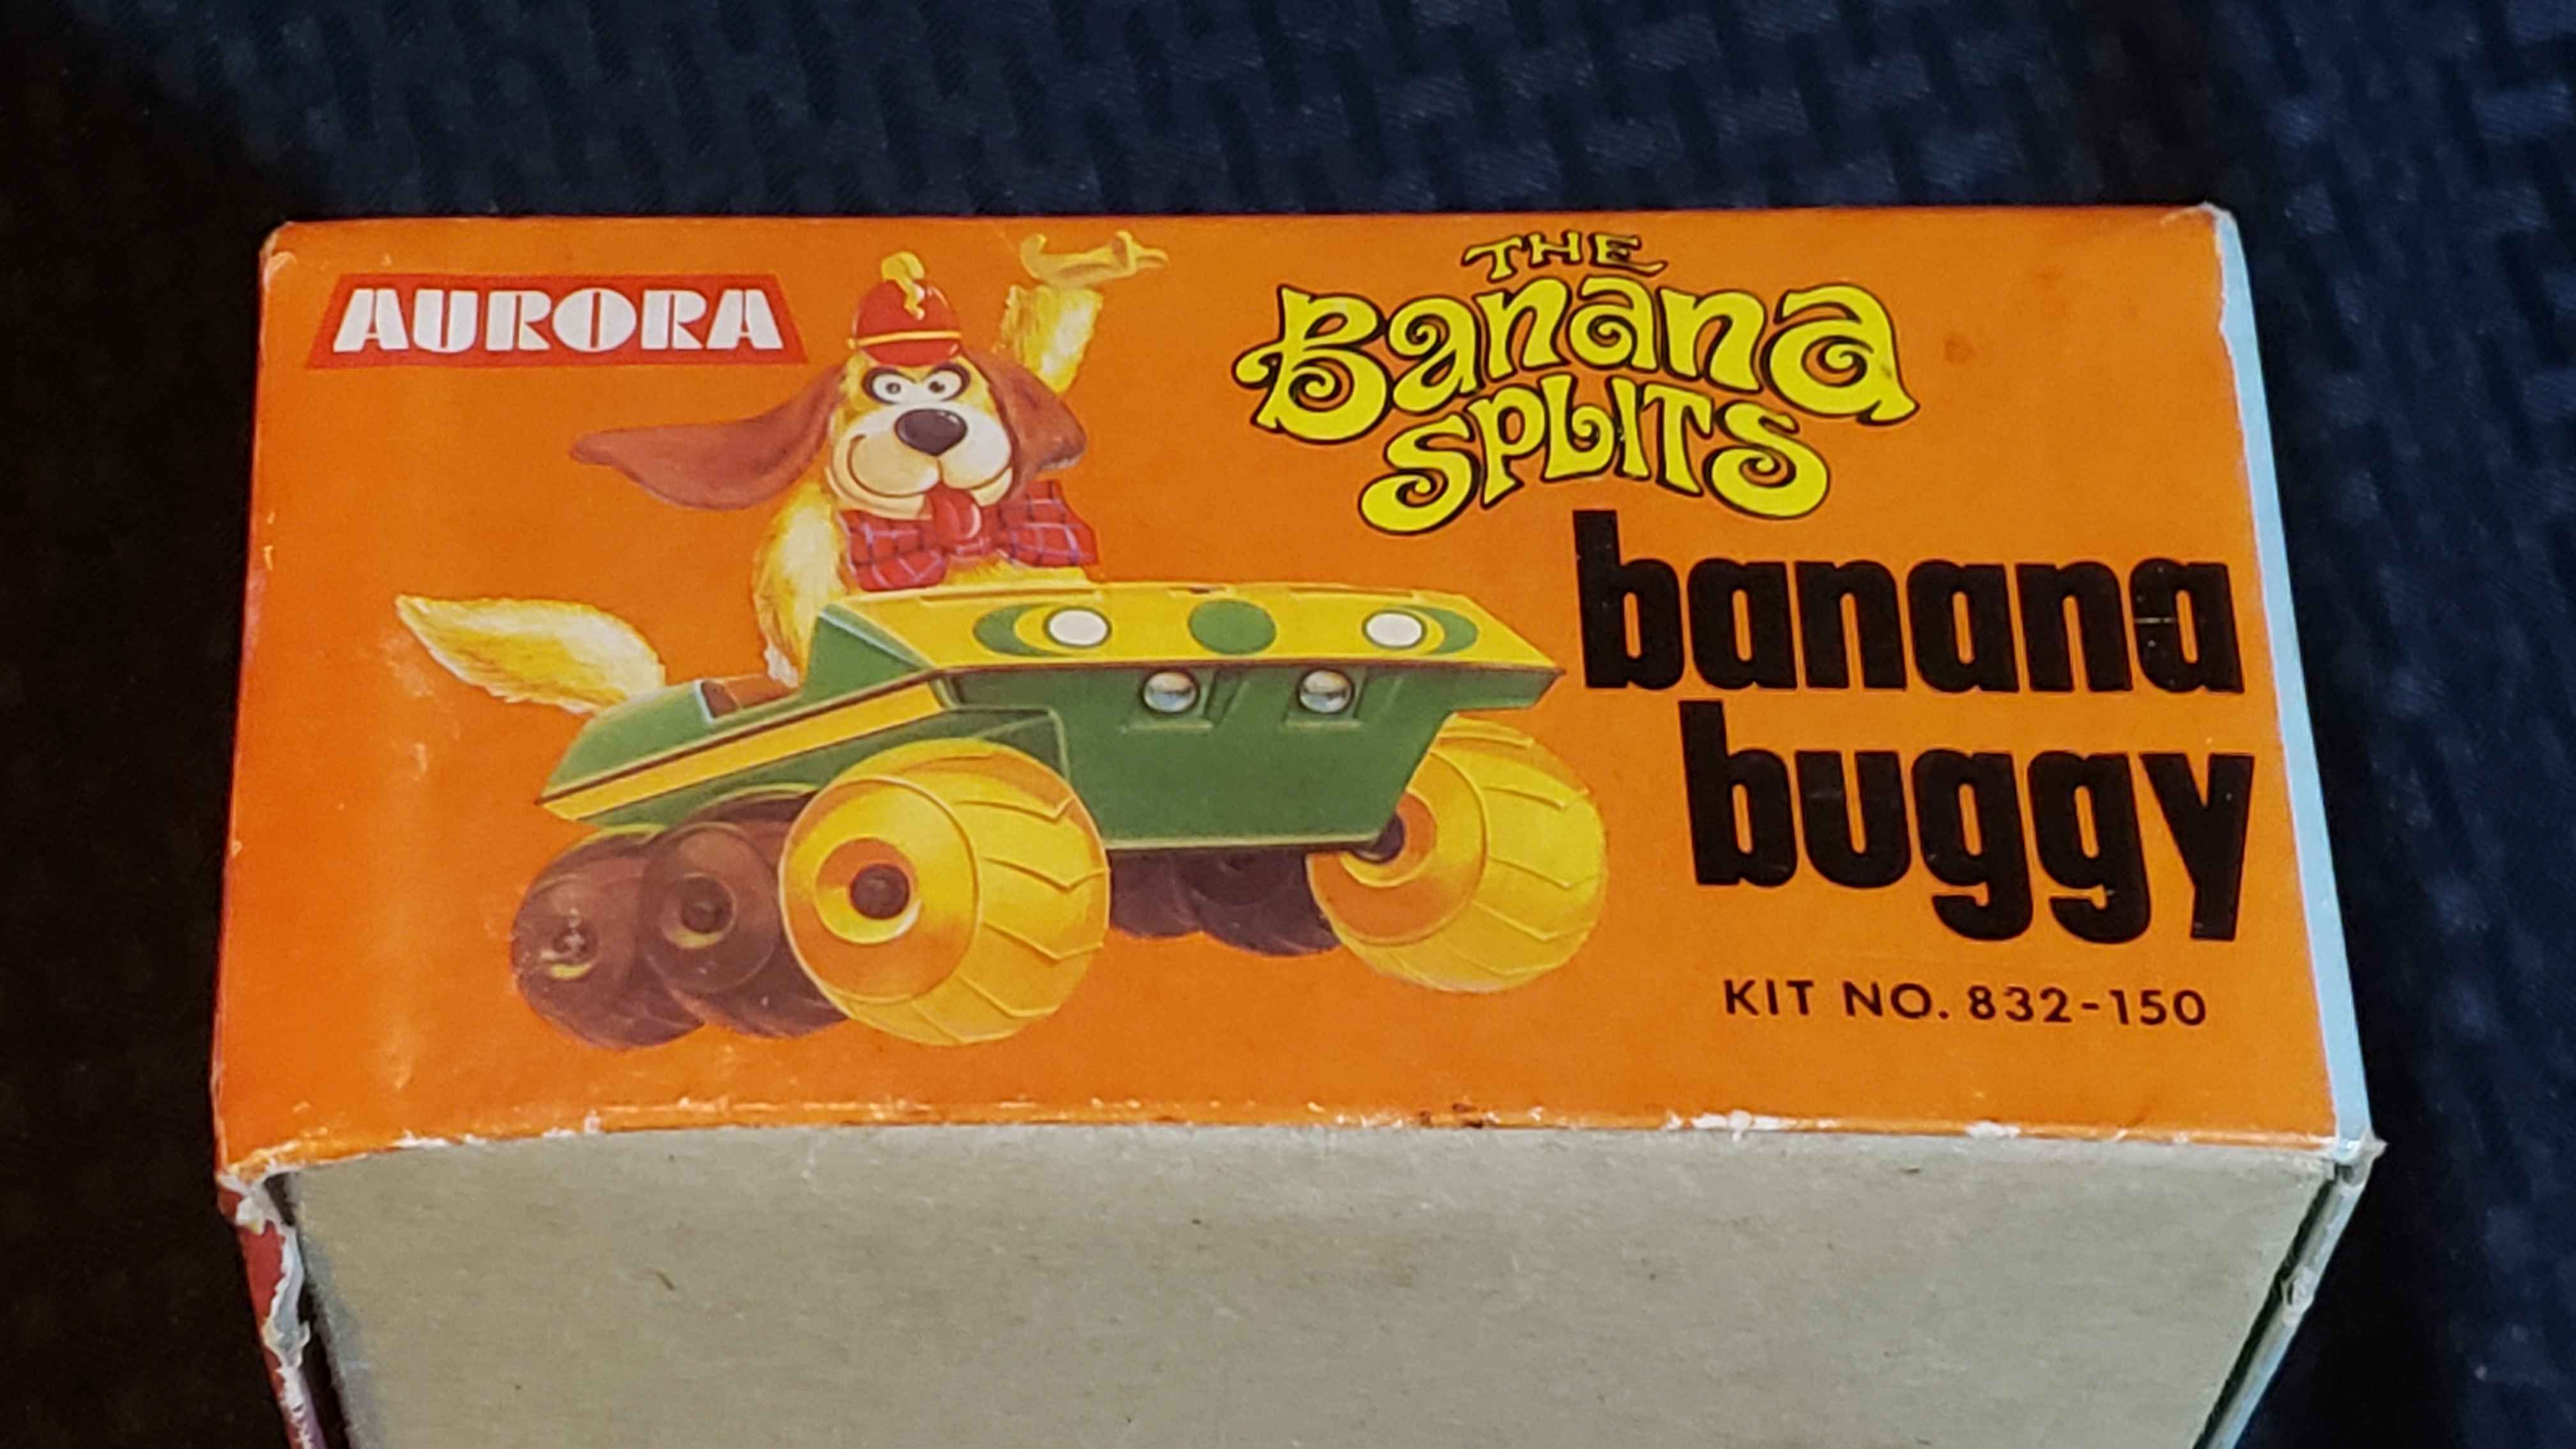 AURORA
THE
Banana
SPLITS
banana
buggy
KIT NO. 832-150